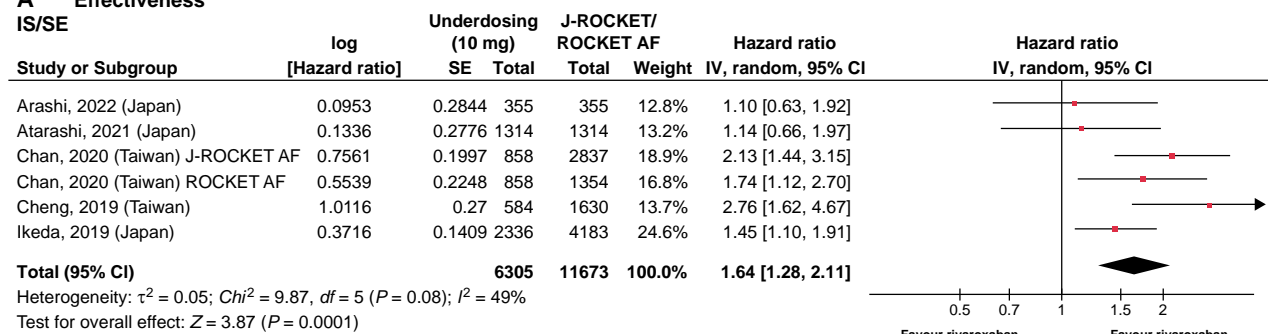 A Effectiveness
IS/SE
Underdosing J-ROCKET/
log (10 mg) ROCKET AF Hazard ratio Hazard ratio
Study or Subgroup [Hazard ratio] SE Total Total Weight IV, random, 95% CI IV, random, 95% CI
Arashi, 2022 (Japan) 0.0953 0.2844 355 355 12.8% 1.10 [0.63, 1.92]
Atarashi, 2021 (Japan) 0.1336 0.2776 1314 1314 13.2% 1.14 [0.66, 1.97]
Chan, 2020 (Taiwan) J-ROCKET AF 0.7561 0.1997 858 2837 18.9% 2.13 [1.44, 3.15]
Chan, 2020 (Taiwan) ROCKET AF 0.5539 0.2248 858 1354 16.8% 1.74 [1.12, 2.70]
Cheng, 2019 (Taiwan) 1.0116 0.27 584 1630 13.7% 2.76 [1.62, 4.67]
Ikeda, 2019 (Japan) 0.3716 0.1409 2336 4183 24.6% 1.45 [1.10, 1.91]
Total (95% CI) 6305 11673 100.0% 1.64 [1.28, 2.11]
Heterogeneity: τ² = 0.05; Chi² = 9.87, df = 5 (P = 0.08); I² = 49%
Test for overall effect: Z = 3.87 (P = 0.0001)
0.5 0.7 1 1.5 2
Favour rivaroxaban Favour rivaroxaban